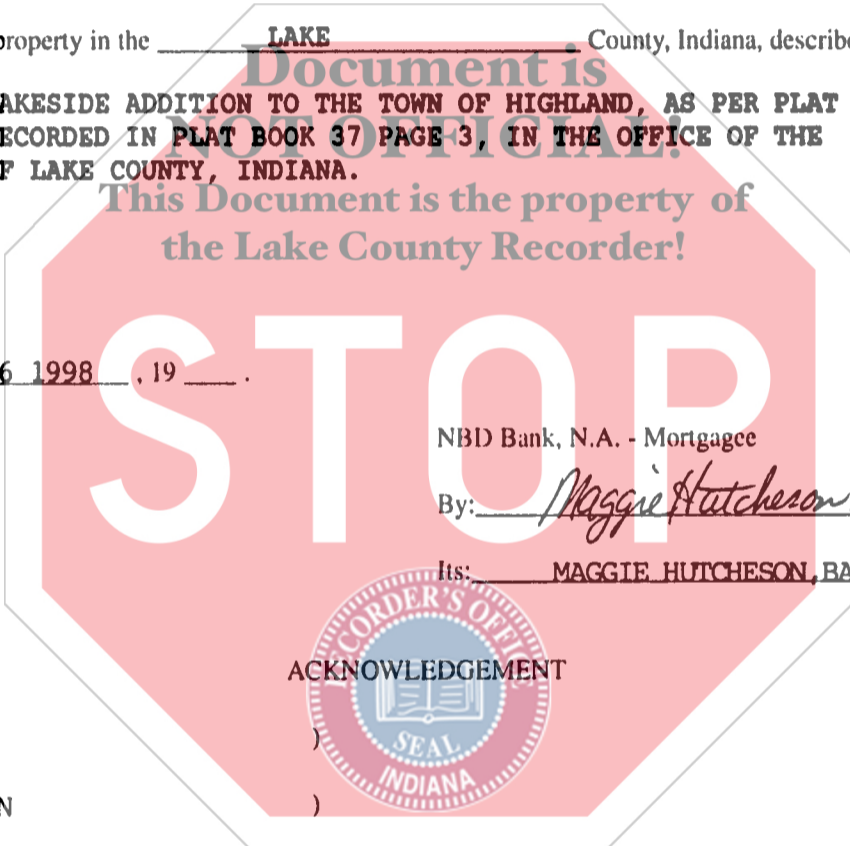 property in the LAKE County, Indiana, describe
Document is
AKESIDE ADDITION TO THE TOWN OF HIGHLAND, AS PER PLAT
NOT OFFICIAL!
ECORDED IN PLAT BOOK 37 PAGE 3, IN THE OFFICE OF THE
F LAKE COUNTY, INDIANA.
This Document is the property of
the Lake County Recorder!
STOP
6 1998 , 19 ____ .
NBD Bank, N.A. - Mortgagee
By: Maggie Hutcheson
Its: MAGGIE HUTCHESON, BA
RECORDER'S OFFICE
ACKNOWLEDGEMENT
SEAL
)
INDIANA
N )